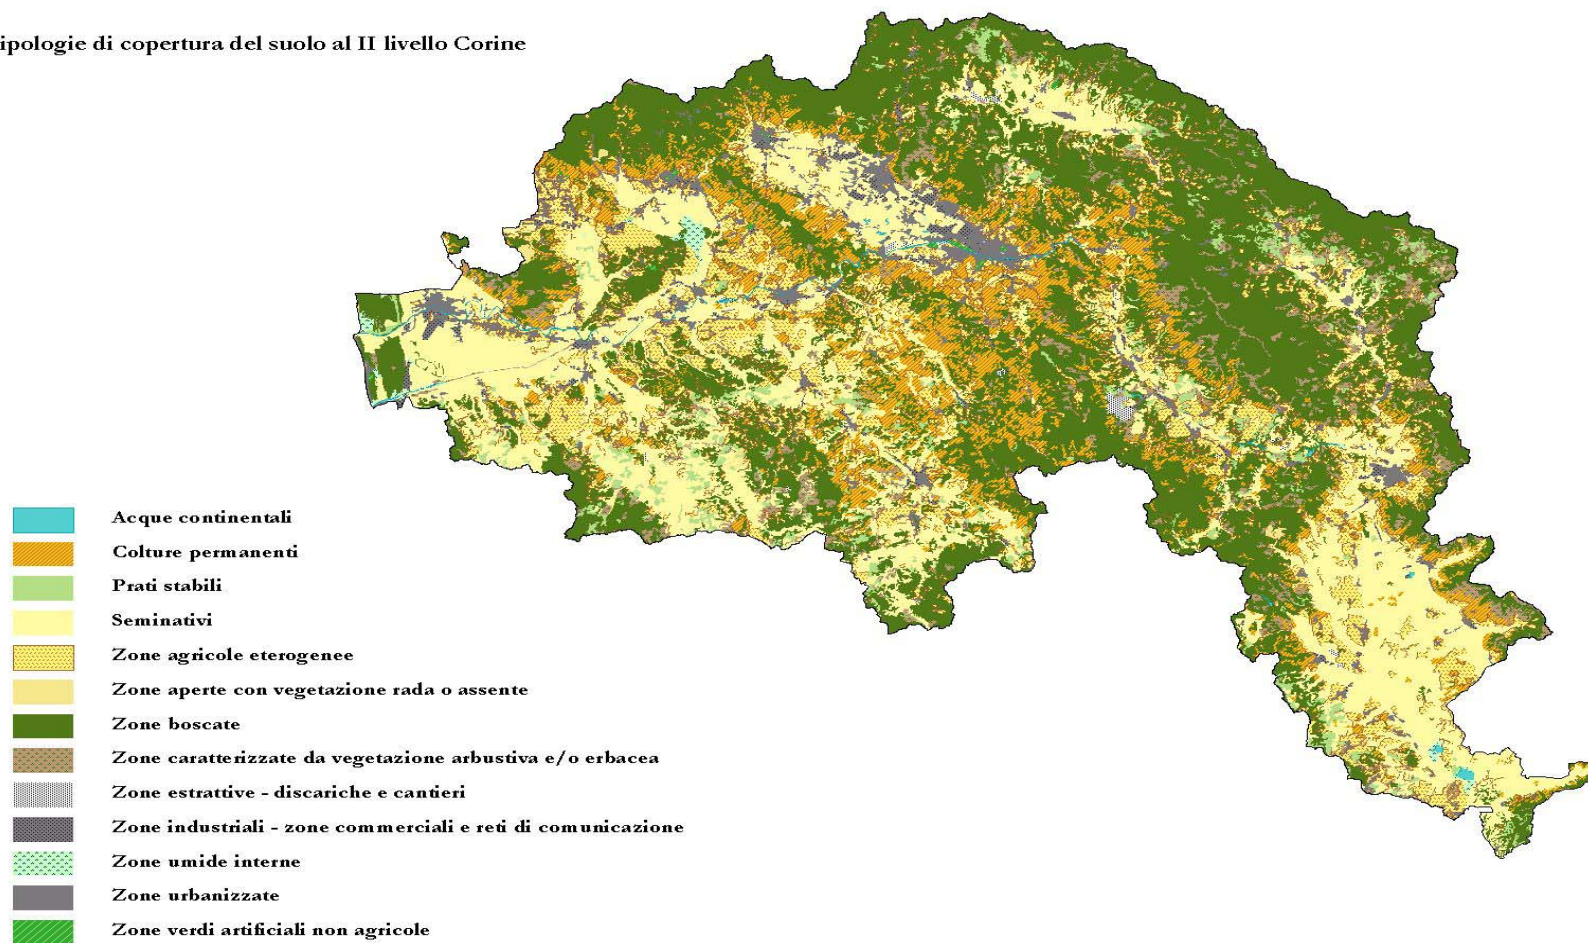 ipologie di copertura del suolo al II livello Corine
Acque continentali
Colture permanenti
Prati stabili
Seminativi
Zone agricole eterogenee
Zone aperte con vegetazione rada o assente
Zone boscate
Zone caratterizzate da vegetazione arbustiva e/o erbacea
Zone estrattive - discariche e cantieri
Zone industriali - zone commerciali e reti di comunicazione
Zone umide interne
Zone urbanizzate
Zone verdi artificiali non agricole